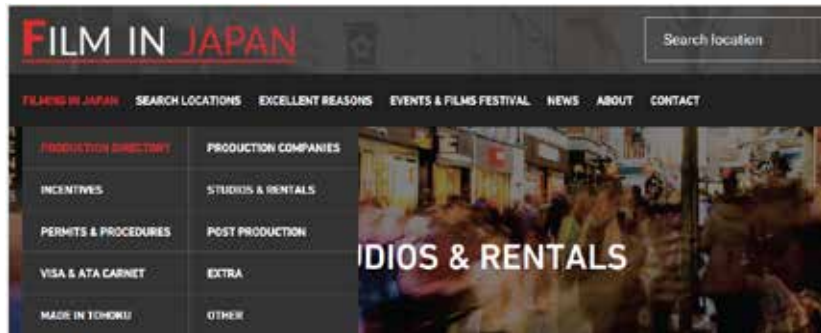 FILM IN JAPAN
Search location
FILMING IN JAPAN SEARCH LOCATIONS EXCELLENT REASONS EVENTS & FILMS FESTIVAL NEWS ABOUT CONTACT
PRODUCTION DIRECTORY PRODUCTION COMPANIES
INCENTIVES STUDIOS & RENTALS
PERMITS & PROCEDURES POST PRODUCTION
UDIOS & RENTALS
VISA & ATA CARNET EXTRA
MADE IN TOHOKU OTHER